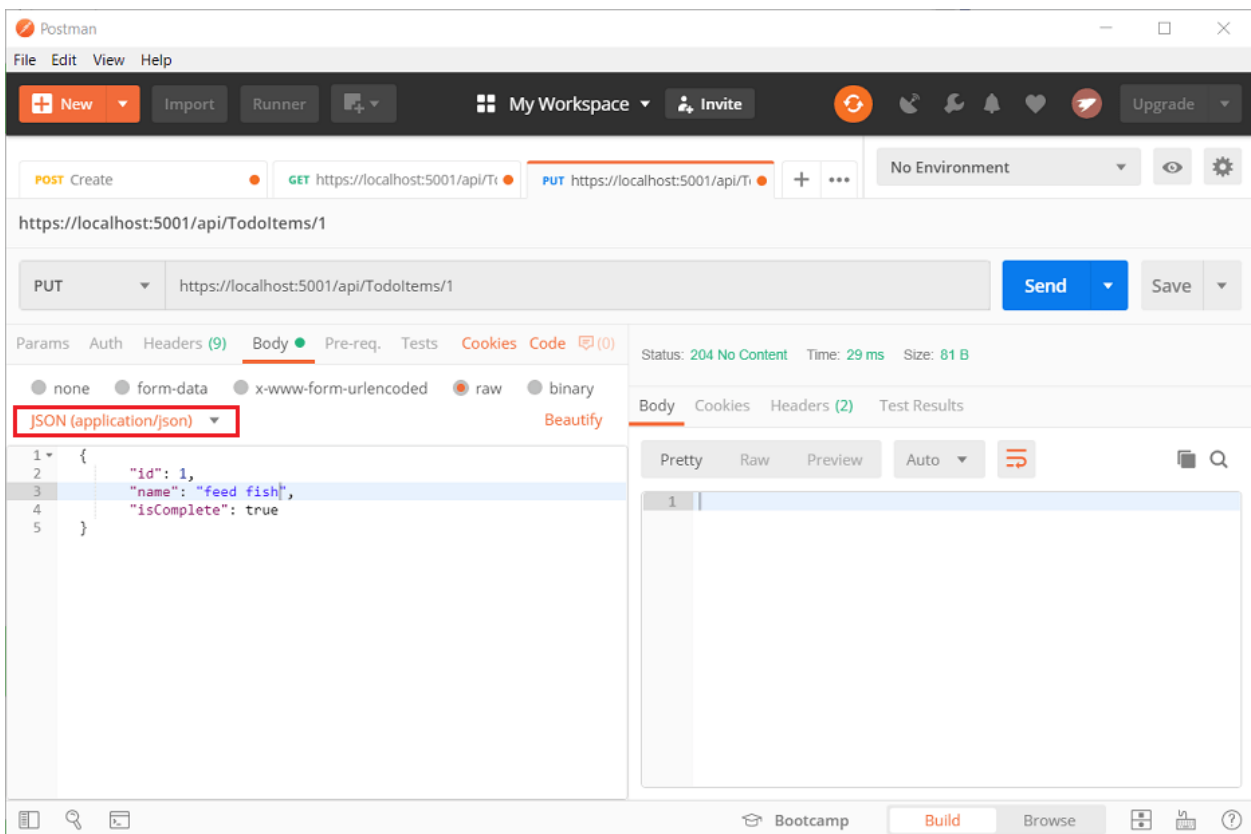 Postman
File Edit View Help
New Import Runner My Workspace Invite Upgrade
POST Create GET https://localhost:5001/api/To PUT https://localhost:5001/api/T No Environment
https://localhost:5001/api/TodoItems/1
PUT https://localhost:5001/api/TodoItems/1 Send Save
Params Auth Headers (9) Body Pre-req. Tests Cookies Code (0)
Status: 204 No Content Time: 29 ms Size: 81 B
none form-data x-www-form-urlencoded raw binary
Body Cookies Headers (2) Test Results
JSON (application/json) Beautify
Pretty Raw Preview Auto
1 {
2 "id": 1,
3 "name": "feed fish",
4 "isComplete": true
5 }
1
Bootcamp Build Browse